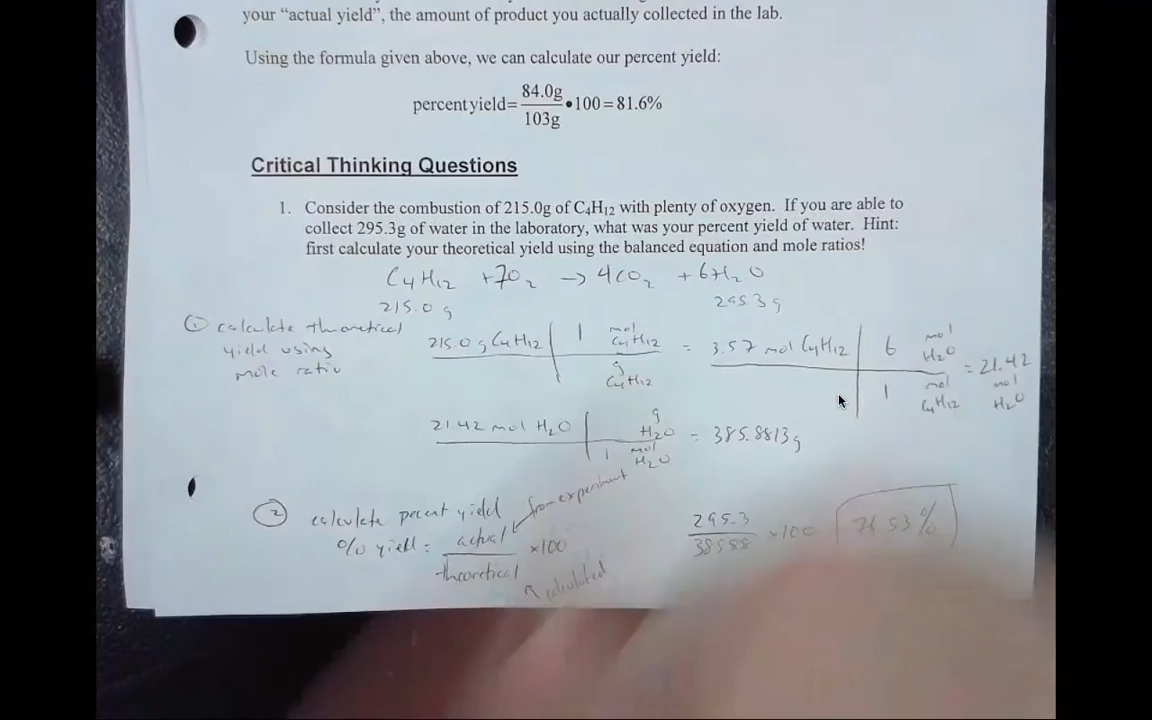 your “actual yield”, the amount of product you actually collected in the lab.
Using the formula given above, we can calculate our percent yield:
percent yield= 84.0g / 103g •100 = 81.6%
Critical Thinking Questions
1. Consider the combustion of 215.0g of C₄H₁₂ with plenty of oxygen. If you are able to
collect 295.3g of water in the laboratory, what was your percent yield of water. Hint:
first calculate your theoretical yield using the balanced equation and mole ratios!
C₄H₁₂ +7O₂ → 4CO₂ +6H₂O
215.0 g 295.3 g
① calculate theoretical
yield using
mole ratio
215.0 g C₄H₁₂ | 1 mol C₄H₁₂ / g C₄H₁₂ = 3.57 mol C₄H₁₂ | 6 mol H₂O / 1 mol C₄H₁₂ = 21.42 mol H₂O
21.42 mol H₂O | g H₂O / 1 mol H₂O = 385.8813g
② calculate percent yield
% yield = actual / theoretical ×100
from experiment
calculated
295.3 / 385.88 ×100 76.53%